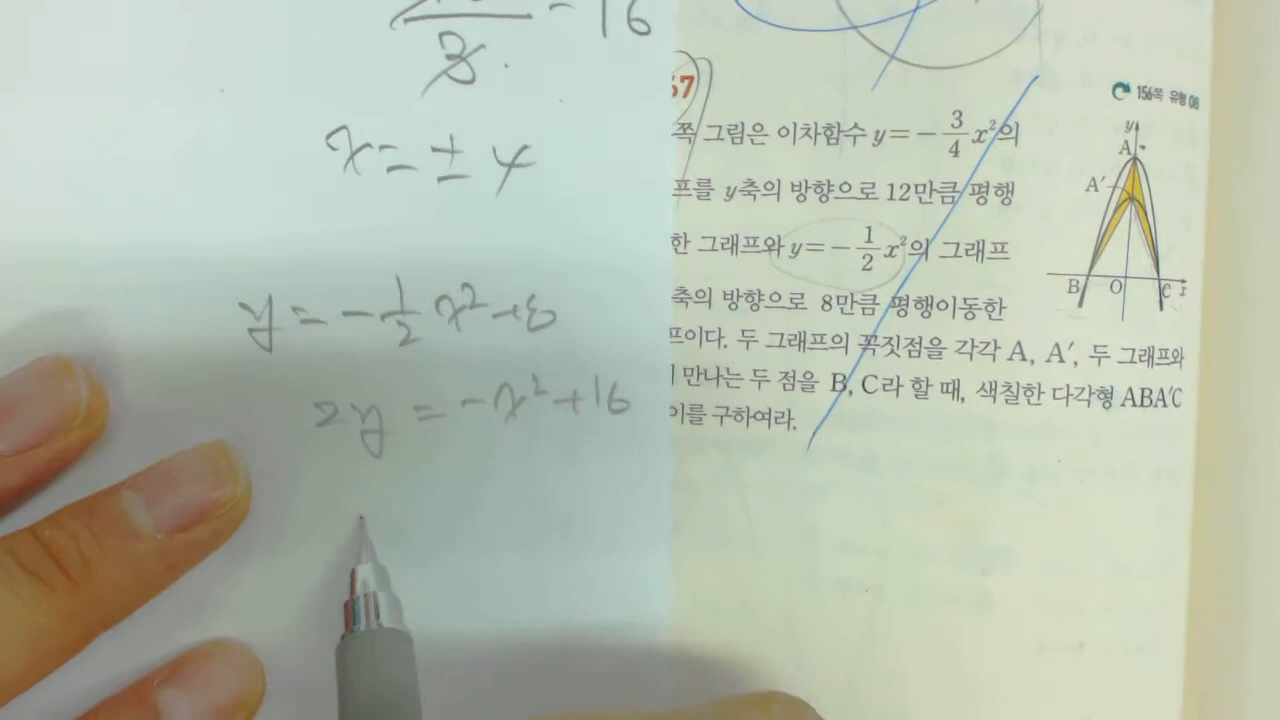 3
-16
x=±4
y=-1/2 x²+8
2y=-x²+16
67
156쪽 유형 08
쪽 그림은 이차함수 y=-3/4 x²의
프를 y축의 방향으로 12만큼 평행
한 그래프와 y=-1/2 x²의 그래프
축의 방향으로 8만큼 평행이동한
프이다. 두 그래프의 꼭짓점을 각각 A, A′, 두 그래프와
만나는 두 점을 B, C라 할 때, 색칠한 다각형 ABA′C
이를 구하여라.
y
A
A′
B O C x